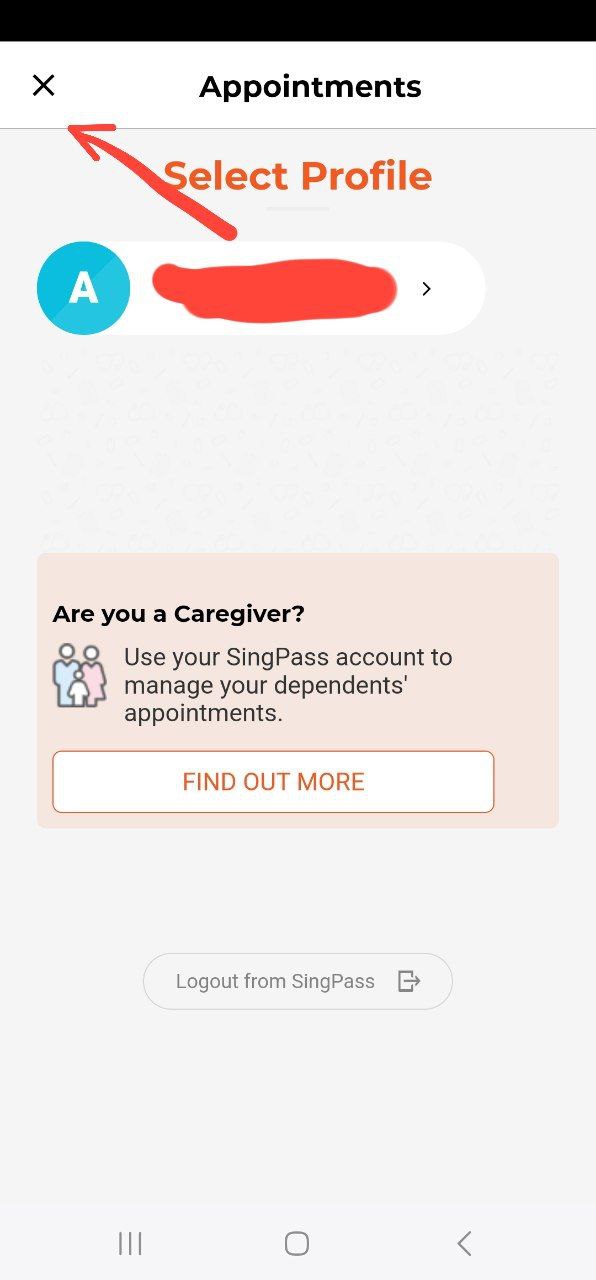 Appointments
Select Profile
A
Are you a Caregiver?
Use your SingPass account to
manage your dependents'
appointments.
FIND OUT MORE
Logout from SingPass